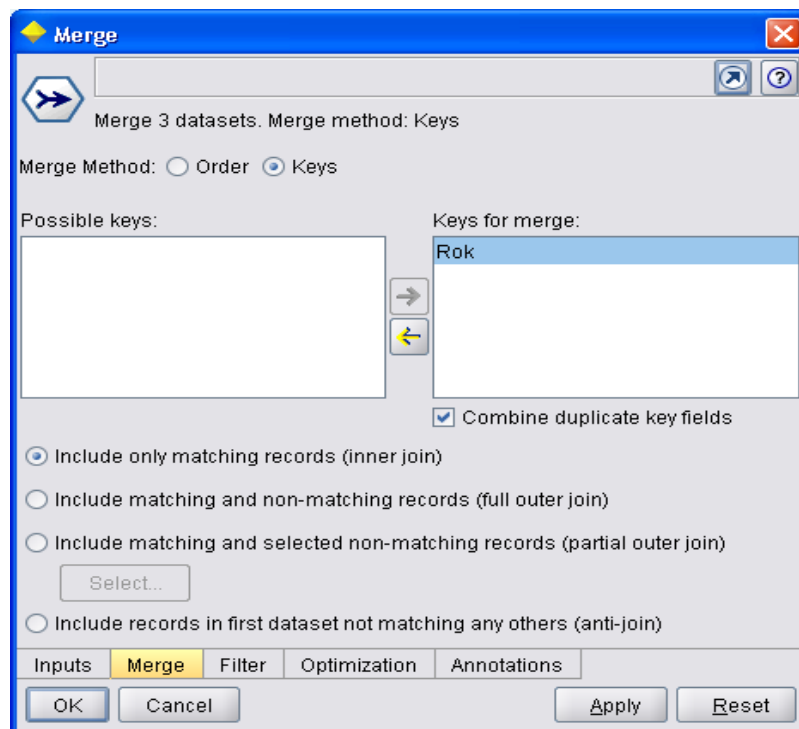 Merge
?
Merge 3 datasets. Merge method: Keys
Merge Method: Order Keys
Possible keys: Keys for merge:
Rok
Combine duplicate key fields
Include only matching records (inner join)
Include matching and non-matching records (full outer join)
Include matching and selected non-matching records (partial outer join)
Select...
Include records in first dataset not matching any others (anti-join)
Inputs Merge Filter Optimization Annotations
OK Cancel Apply Reset